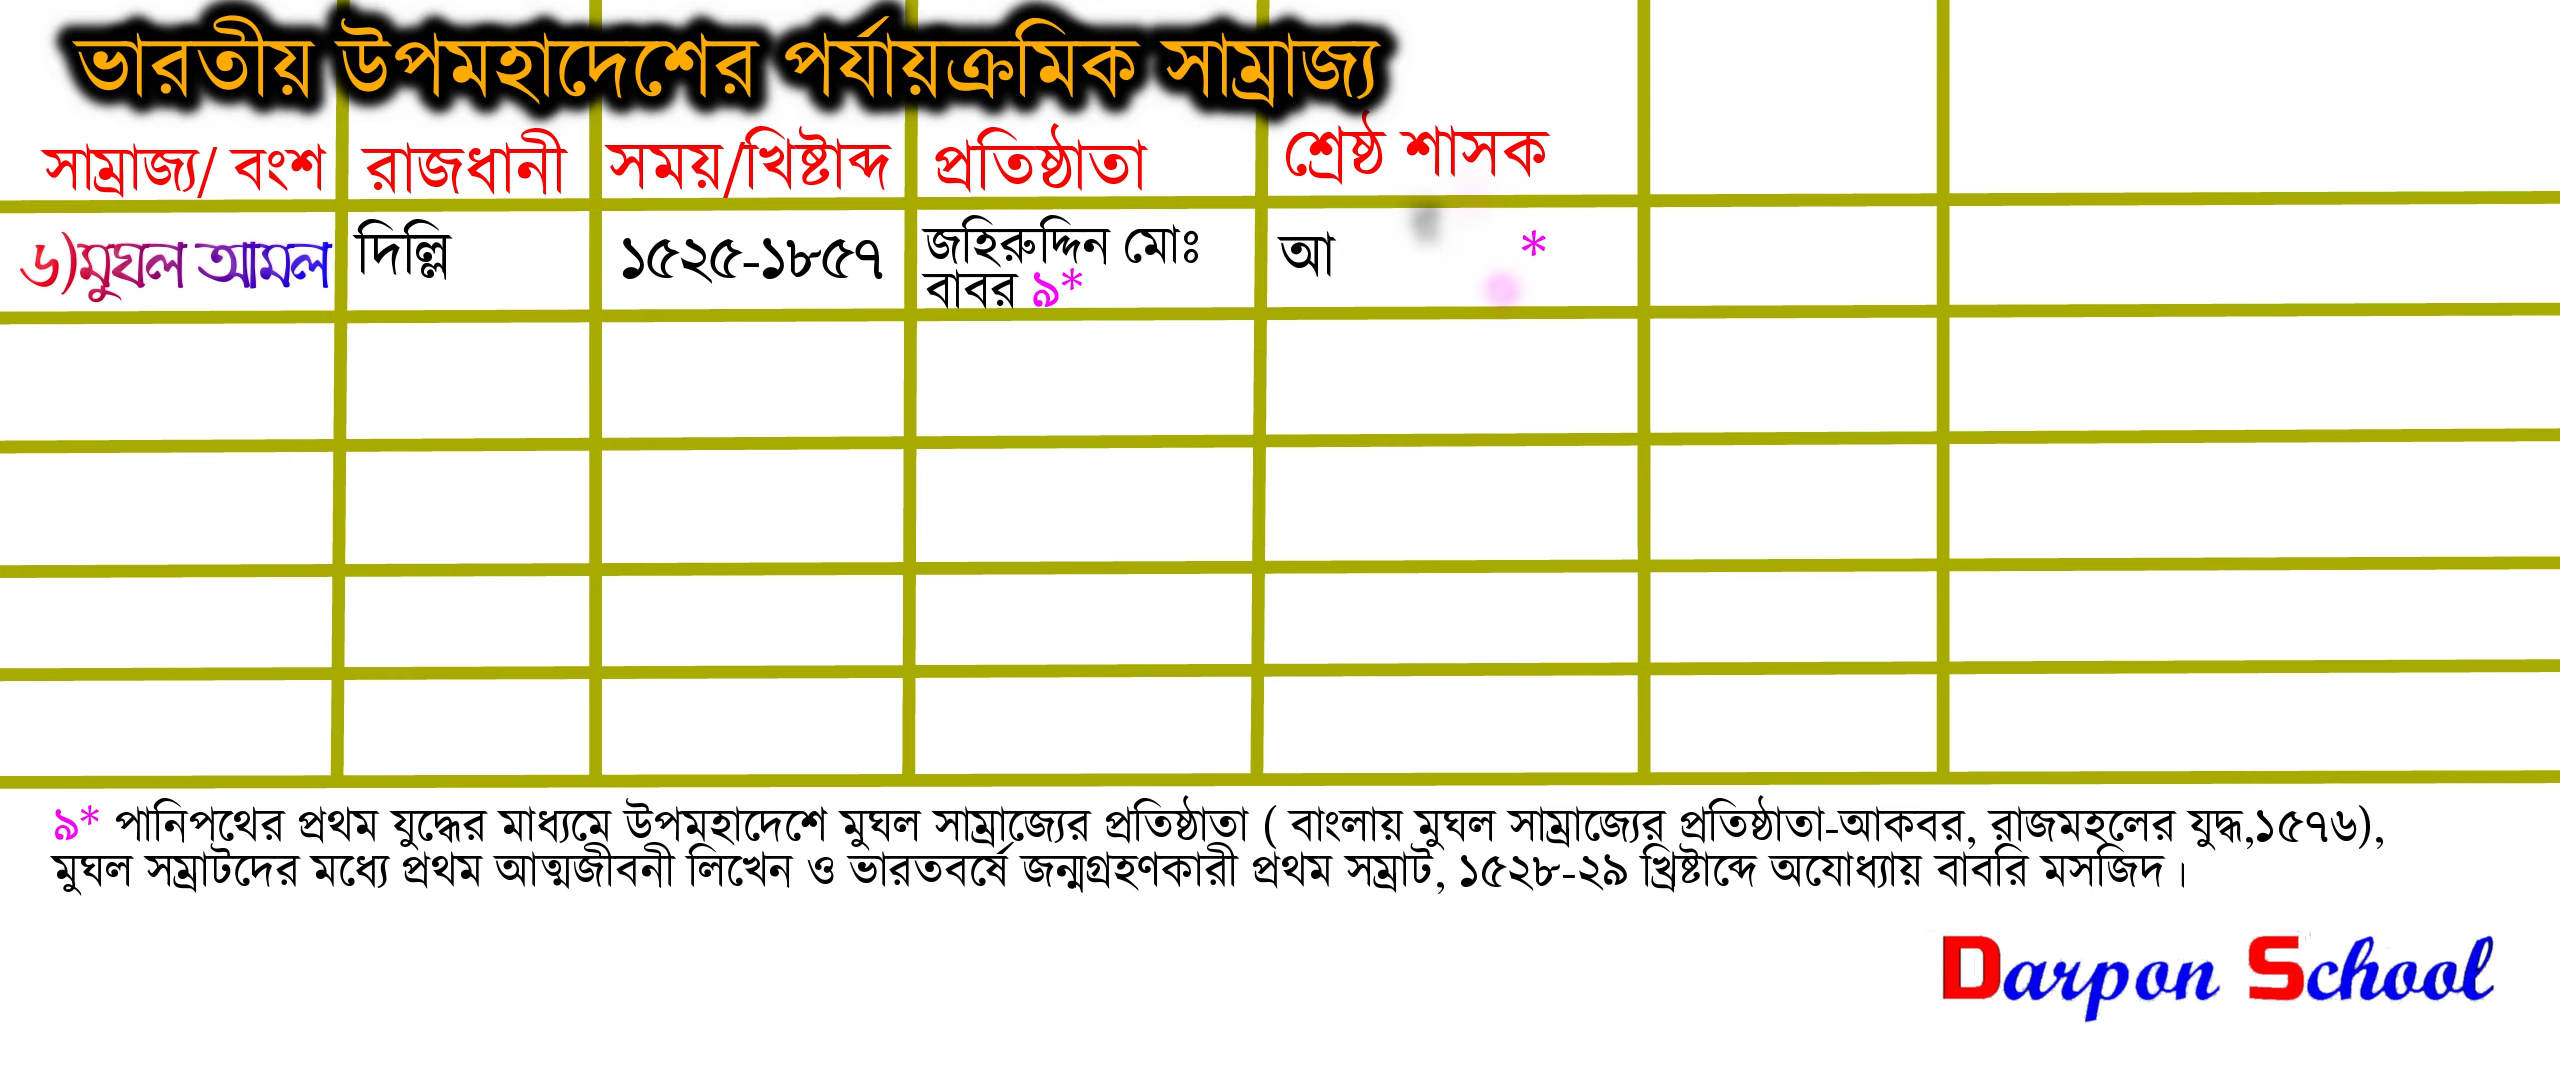 ভারতীয় উপমহাদেশের পর্যায়ক্রমিক সাম্রাজ্য
সাম্রাজ্য/ বংশ রাজধানী সময়/খিষ্টাব্দ প্রতিষ্ঠাতা শ্রেষ্ঠ শাসক
৬)মুঘল আমল দিল্লি ১৫২৫-১৮৫৭ জহিরুদ্দিন মোঃ আ *
বাবর ৯*
৯* পানিপথের প্রথম যুদ্ধের মাধ্যমে উপমহাদেশে মুঘল সাম্রাজ্যের প্রতিষ্ঠাতা ( বাংলায় মুঘল সাম্রাজ্যের প্রতিষ্ঠাতা-আকবর, রাজমহলের যুদ্ধ,১৫৭৬),
মুঘল সম্রাটদের মধ্যে প্রথম আত্মজীবনী লিখেন ও ভারতবর্ষে জন্মগ্রহণকারী প্রথম সম্রাট, ১৫২৮-২৯ খ্রিষ্টাব্দে অযোধ্যায় বাবরি মসজিদ।
Darpon School